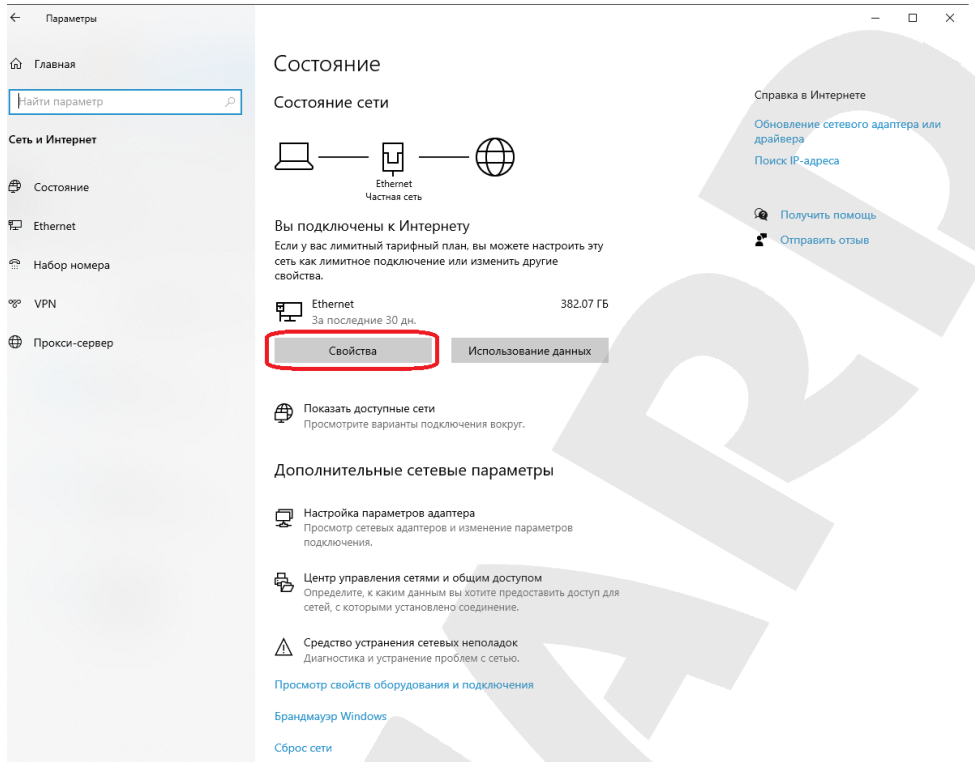 Параметры
Главная
Найти параметр
Сеть и Интернет
Состояние
Ethernet
Набор номера
VPN
Прокси-сервер
Состояние
Состояние сети
Ethernet
Частная сеть
Вы подключены к Интернету
Если у вас лимитный тарифный план, вы можете настроить эту
сеть как лимитное подключение или изменить другие
свойства.
Ethernet 382.07 ГБ
За последние 30 дн.
Свойства Использование данных
Показать доступные сети
Просмотрите варианты подключения вокруг.
Дополнительные сетевые параметры
Настройка параметров адаптера
Просмотр сетевых адаптеров и изменение параметров
подключения.
Центр управления сетями и общим доступом
Определите, к каким данным вы хотите предоставить доступ для
сетей, с которыми установлено соединение.
Средство устранения сетевых неполадок
Диагностика и устранение проблем с сетью.
Просмотр свойств оборудования и подключения
Брандмауэр Windows
Сброс сети
Справка в Интернете
Обновление сетевого адаптера или
драйвера
Поиск IP-адреса
Получить помощь
Отправить отзыв